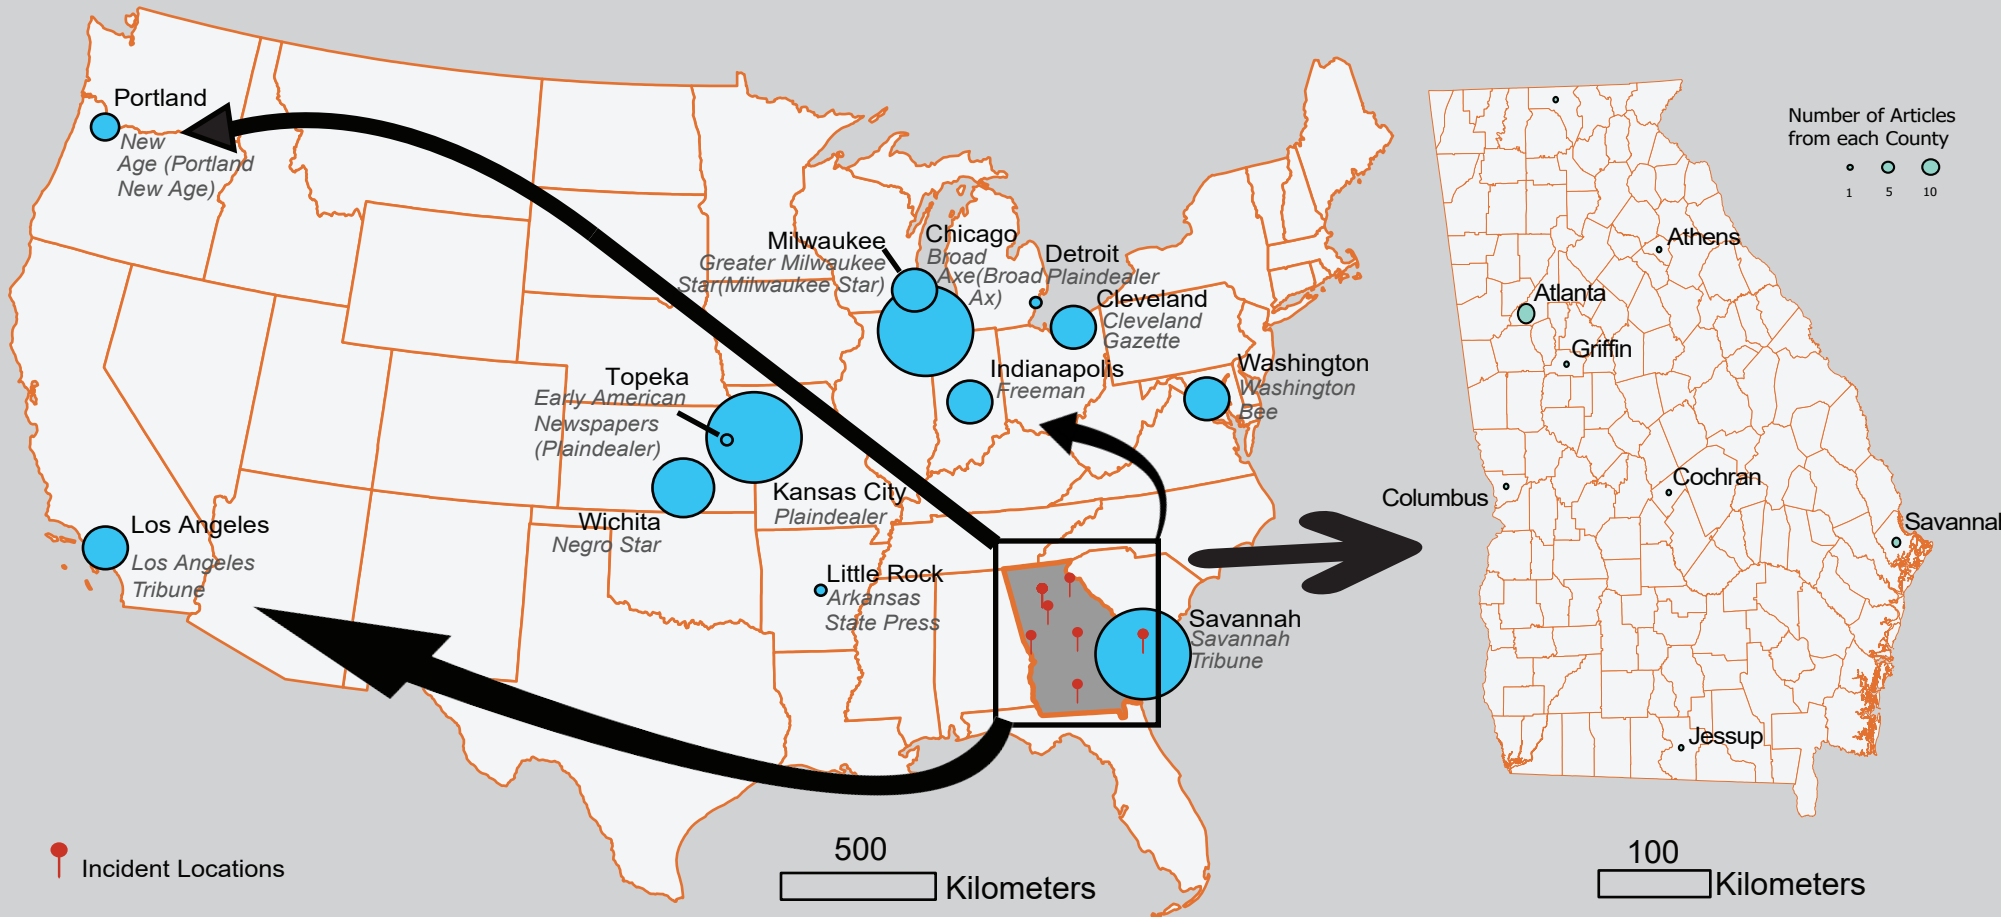 Portland
New
Age (Portland
New Age)
Milwaukee
Greater Milwaukee
Star(Milwaukee Star)
Chicago
Broad
Axe(Broad
Ax)
Detroit
Plaindealer
Cleveland
Cleveland
Gazette
Indianapolis
Freeman
Washington
Washington
Bee
Topeka
Early American
Newspapers
(Plaindealer)
Kansas City
Plaindealer
Wichita
Negro Star
Los Angeles
Los Angeles
Tribune
Little Rock
Arkansas
State Press
Savannah
Savannah
Tribune
Incident Locations
500
Kilometers
Number of Articles
from each County
1 5 10
Athens
Atlanta
Griffin
Columbus
Cochran
Savannah
Jessup
100
Kilometers